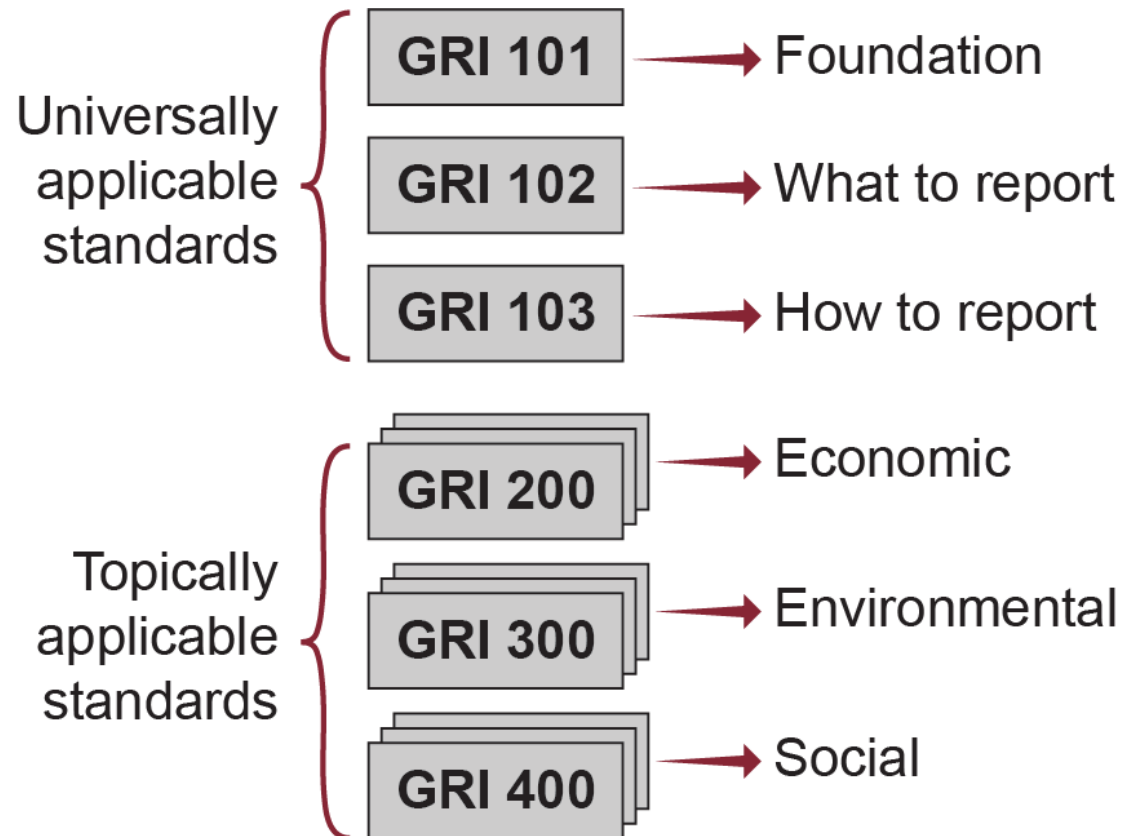 Universally
applicable
standards
GRI 101
Foundation
GRI 102
What to report
GRI 103
How to report
Topically
applicable
standards
GRI 200
Economic
GRI 300
Environmental
GRI 400
Social